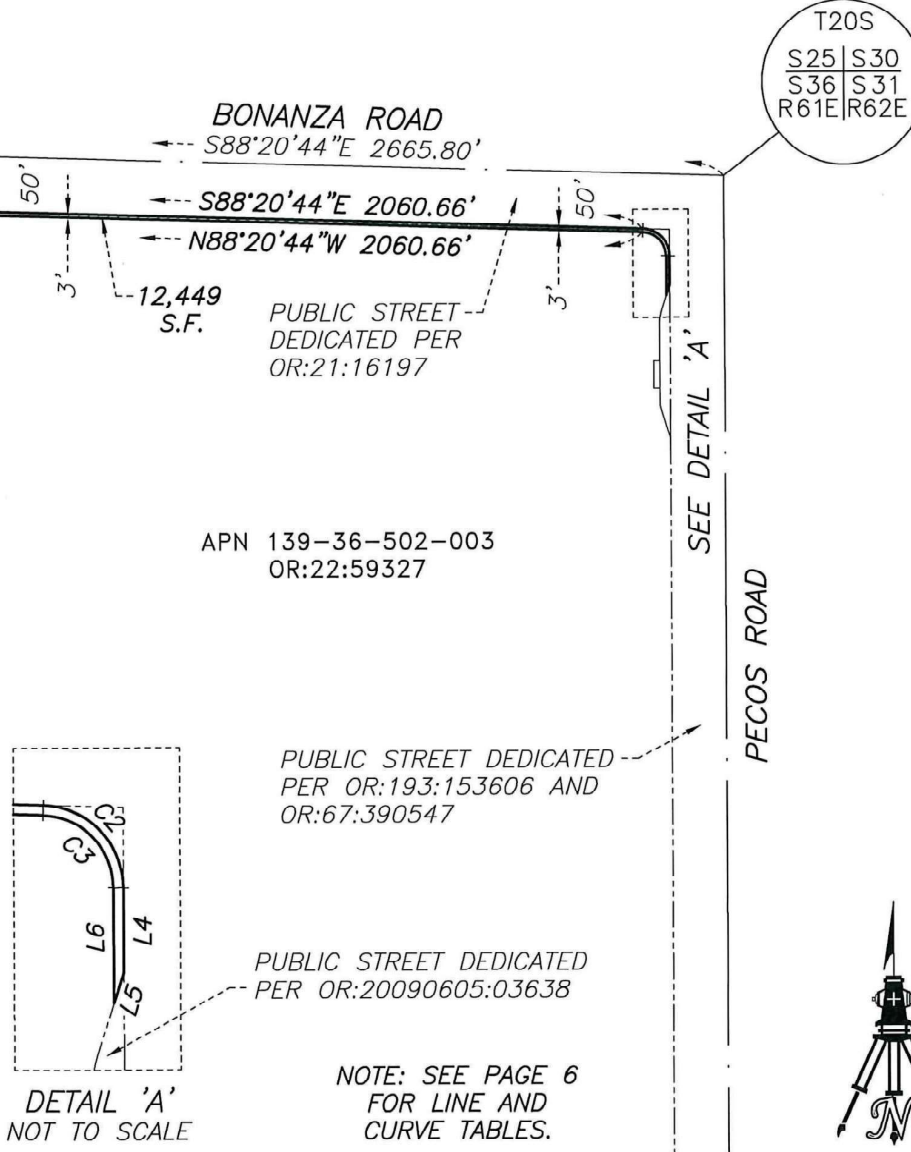 T20S
S25 S30
S36 S31
R61E R62E
BONANZA ROAD
S88°20'44"E 2665.80'
50'
S88°20'44"E 2060.66'
50'
N88°20'44"W 2060.66'
3'
12,449
S.F.
3'
PUBLIC STREET
DEDICATED PER
OR:21:16197
SEE DETAIL 'A'
APN 139-36-502-003
OR:22:59327
PECOS ROAD
PUBLIC STREET DEDICATED
PER OR:193:153606 AND
OR:67:390547
C2
C3
L6
L4
L5
PUBLIC STREET DEDICATED
PER OR:20090605:03638
DETAIL 'A'
NOT TO SCALE
NOTE: SEE PAGE 6
FOR LINE AND
CURVE TABLES.
N